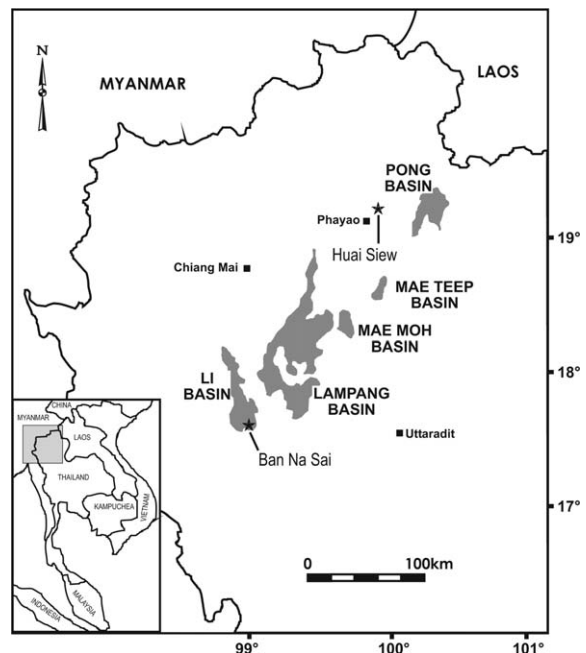 N
MYANMAR
LAOS
PONG
BASIN
Phayao
Huai Siew
19°
Chiang Mai
MAE TEEP
BASIN
MAE MOH
BASIN
18°
LI
BASIN
LAMPANG
BASIN
Uttaradit
Ban Na Sai
17°
0 100km
CHINA
MYANMAR
LAOS
THAILAND
KAMPUCHEA
VIETNAM
MALAYSIA
INDONESIA
99° 100° 101°